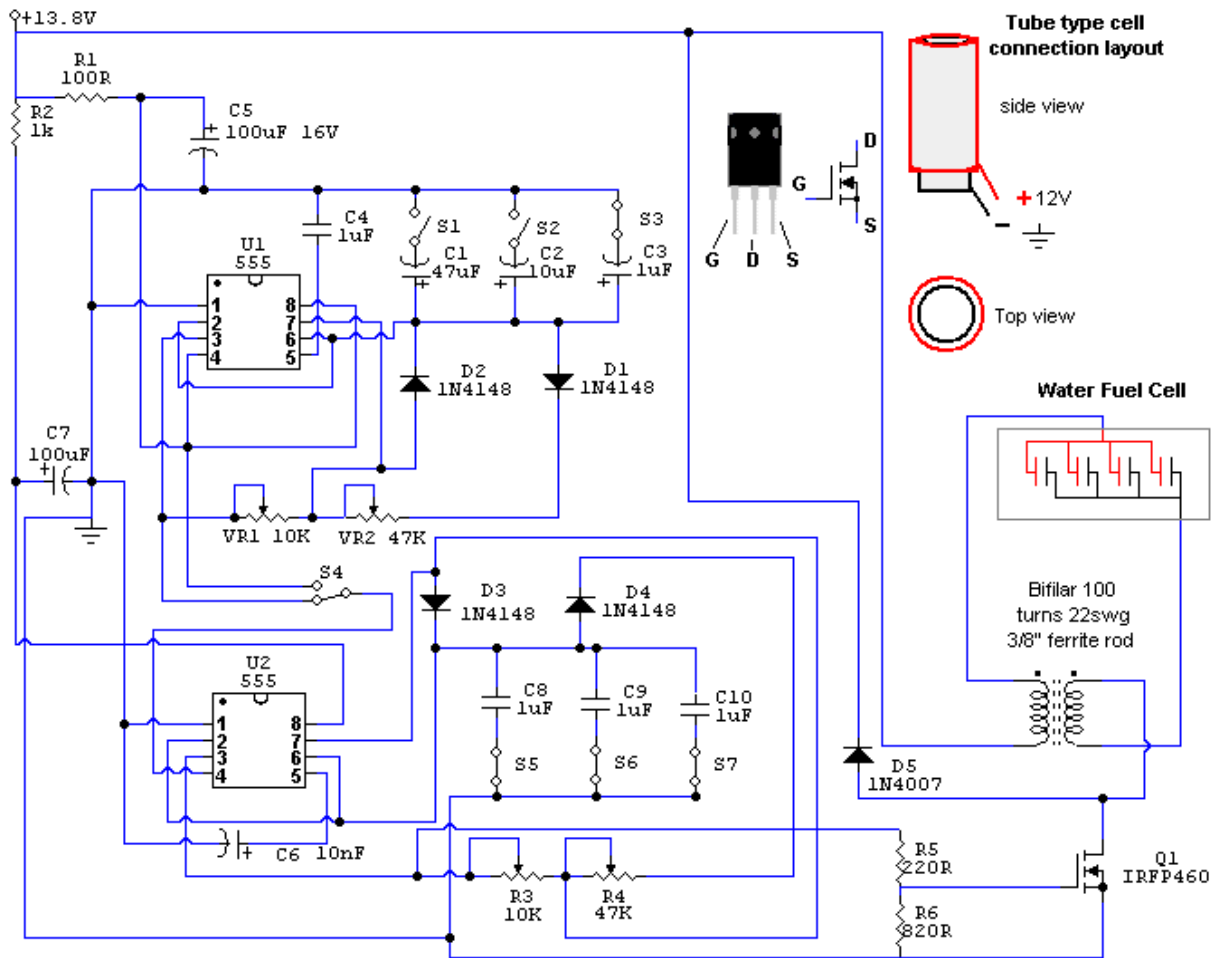 +13.8V
R1
100R
R2
1k
C5
+
100uF 16V
C4
1uF
S1
C1
47uF
+
S2
C2
10uF
+
S3
C3
1uF
+
U1
555
1
2
3
4
8
7
6
5
D2
1N4148
D1
1N4148
C7
100uF
+
VR1 10K
VR2 47K
S4
D3
1N4148
D4
1N4148
U2
555
1
2
3
4
8
7
6
5
C8
1uF
C9
1uF
C10
1uF
S5
S6
S7
C6
+
10nF
R3
10K
R4
47K
D5
1N4007
R5
220R
R6
820R
Q1
IRFP460
G
D
S
G
D
S
Tube type cell
connection layout
side view
+12V
-
Top view
Water Fuel Cell
Bifilar 100
turns 22swg
3/8" ferrite rod